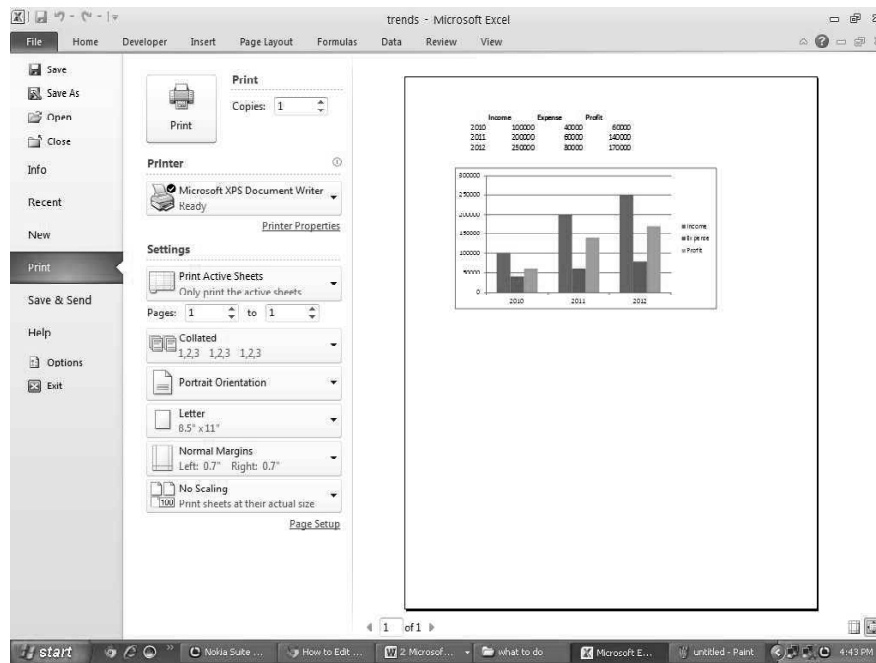 trends - Microsoft Excel
File Home Developer Insert Page Layout Formulas Data Review View
Save
Save As
Open
Close
Info
Recent
New
Print
Save & Send
Help
Options
Exit
Print
Print
Copies: 1
Printer
Microsoft XPS Document Writer
Ready
Printer Properties
Settings
Print Active Sheets
Only print the active sheets
Pages: 1 to 1
Collated
1,2,3 1,2,3 1,2,3
Portrait Orientation
Letter
8.5" x 11"
Normal Margins
Left: 0.7" Right: 0.7"
No Scaling
100 Print sheets at their actual size
Page Setup
Income Expense Profit
2010 100000 40000 60000
2011 200000 60000 140000
2012 250000 80000 170000
300000
250000
200000
150000
100000
50000
0
2010 2011 2012
Income
Expense
Profit
1 of 1
start Nokia Suite ... How to Edit ... 2 Microsof... what to do Microsoft E... untitled - Paint 4:43 PM